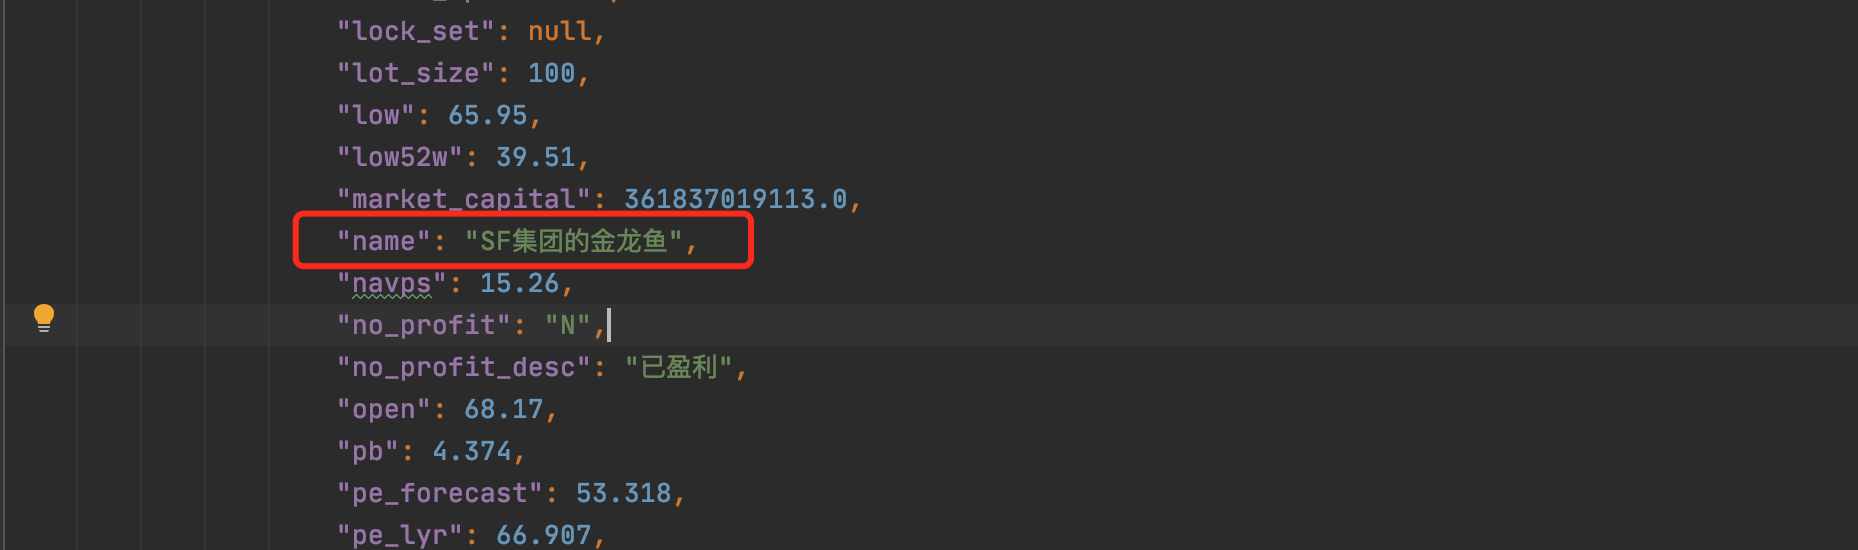 "lock_set": null,
"lot_size": 100,
"low": 65.95,
"low52w": 39.51,
"market_capital": 361837019113.0,
"name": "SF集团的金龙鱼",
"navps": 15.26,
"no_profit": "N",
"no_profit_desc": "已盈利",
"open": 68.17,
"pb": 4.374,
"pe_forecast": 53.318,
"pe_lyr": 66.907,